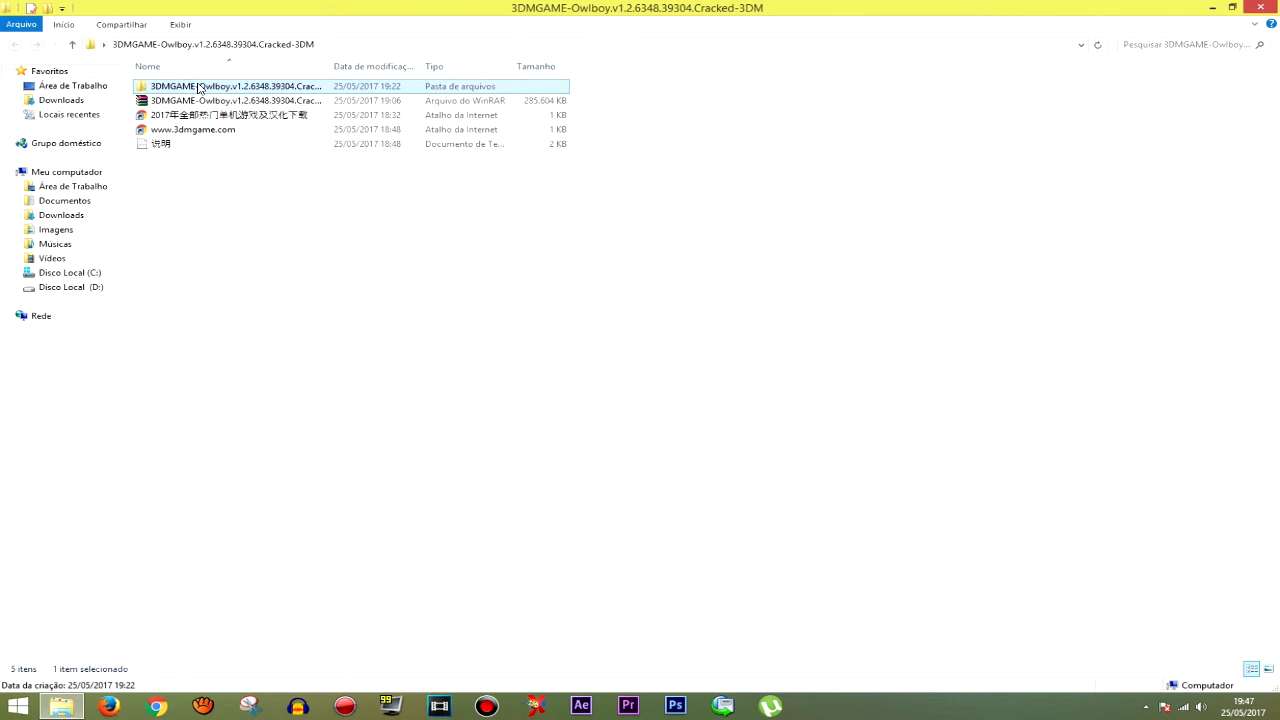 3DMGAME-Owlboy.v1.2.6348.39304.Cracked-3DM
Arquivo Início Compartilhar Exibir
3DMGAME-Owlboy.v1.2.6348.39304.Cracked-3DM
Pesquisar 3DMGAME-Owlboy...
Nome Data de modificaç... Tipo Tamanho
3DMGAME-Owlboy.v1.2.6348.39304.Crac... 25/05/2017 19:22 Pasta de arquivos
3DMGAME-Owlboy.v1.2.6348.39304.Crac... 25/05/2017 19:06 Arquivo do WinRAR 285.604 KB
2017年全部热门单机游戏及汉化下载 25/05/2017 18:32 Atalho da Internet 1 KB
www.3dmgame.com 25/05/2017 18:48 Atalho da Internet 1 KB
说明 25/05/2017 18:48 Documento de Te... 2 KB
Favoritos
Área de Trabalho
Downloads
Locais recentes
Grupo doméstico
Meu computador
Área de Trabalho
Documentos
Downloads
Imagens
Músicas
Vídeos
Disco Local (C:)
Disco Local (D:)
Rede
5 itens 1 item selecionado
Data da criação: 25/05/2017 19:22
Computador
99
Ae
Pr
Ps
19:47
25/05/2017